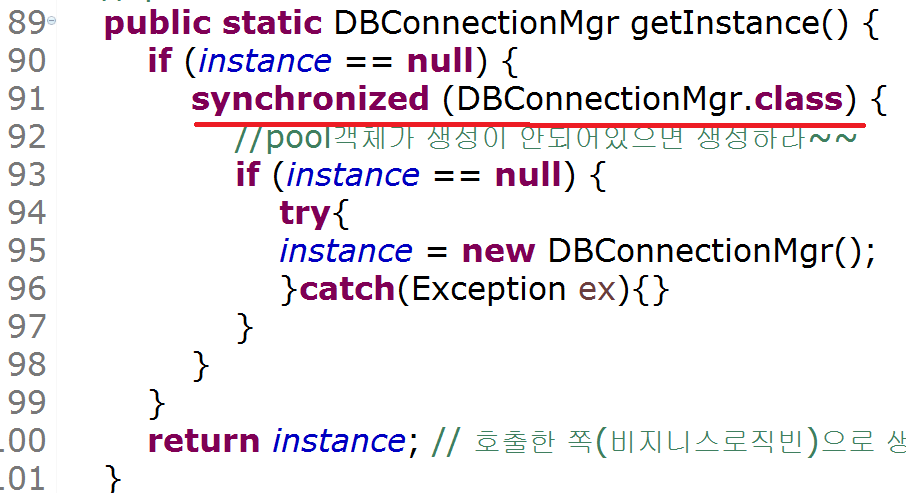 89 public static DBConnectionMgr getInstance() {
90 if (instance == null) {
91 synchronized (DBConnectionMgr.class) {
92 //pool객체가 생성이 안되어있으면 생성하라~~
93 if (instance == null) {
94 try{
95 instance = new DBConnectionMgr();
96 }catch(Exception ex){}
97 }
98 }
99 }
100 return instance; // 호출한 쪽(비지니스로직빈)으로 생
101 }